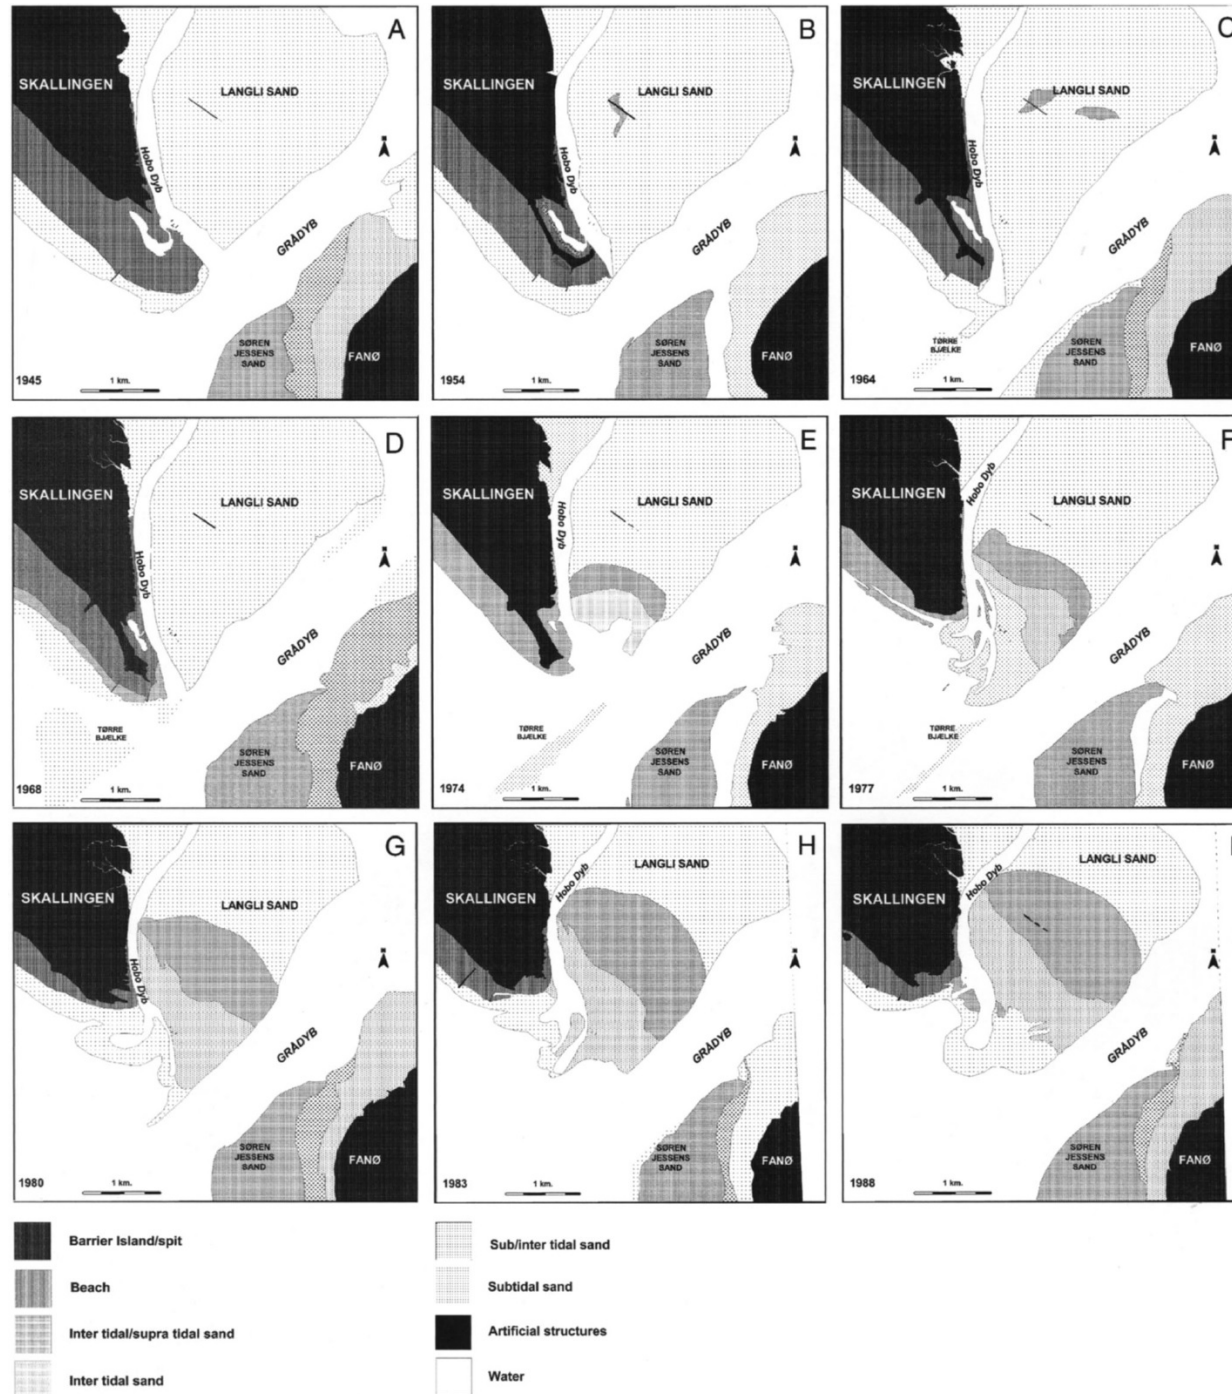 A
SKALLINGEN
LANGLI SAND
Hobo Dyb
GRÅDYB
SØREN
JESSENS
SAND
FANØ
1945
1 km.
B
SKALLINGEN
LANGLI SAND
Hobo Dyb
GRÅDYB
SØREN
JESSENS
SAND
FANØ
1954
1 km.
C
SKALLINGEN
LANGLI SAND
Hobo Dyb
GRÅDYB
TØRRE
BJÆLKE
SØREN
JESSENS
SAND
FANØ
1964
1 km.
D
SKALLINGEN
LANGLI SAND
Hobo Dyb
GRÅDYB
TØRRE
BJÆLKE
SØREN
JESSENS
SAND
FANØ
1968
1 km.
E
SKALLINGEN
LANGLI SAND
Hobo Dyb
GRÅDYB
TØRRE
BJÆLKE
SØREN
JESSENS
SAND
FANØ
1974
1 km.
F
SKALLINGEN
Hobo Dyb
LANGLI SAND
GRÅDYB
TØRRE
BJÆLKE
SØREN
JESSENS
SAND
FANØ
1977
1 km.
G
SKALLINGEN
LANGLI SAND
Hobo Dyb
GRÅDYB
SØREN
JESSENS
SAND
FANØ
1980
1 km.
H
LANGLI SAND
Hobo Dyb
SKALLINGEN
GRÅDYB
SØREN
JESSENS
SAND
FANØ
1983
1 km.
I
LANGLI SAND
Hobo Dyb
SKALLINGEN
GRÅDYB
SØREN
JESSENS
SAND
FANØ
1988
1 km.
Barrier Island/spit
Beach
Inter tidal/supra tidal sand
Inter tidal sand
Sub/inter tidal sand
Subtidal sand
Artificial structures
Water